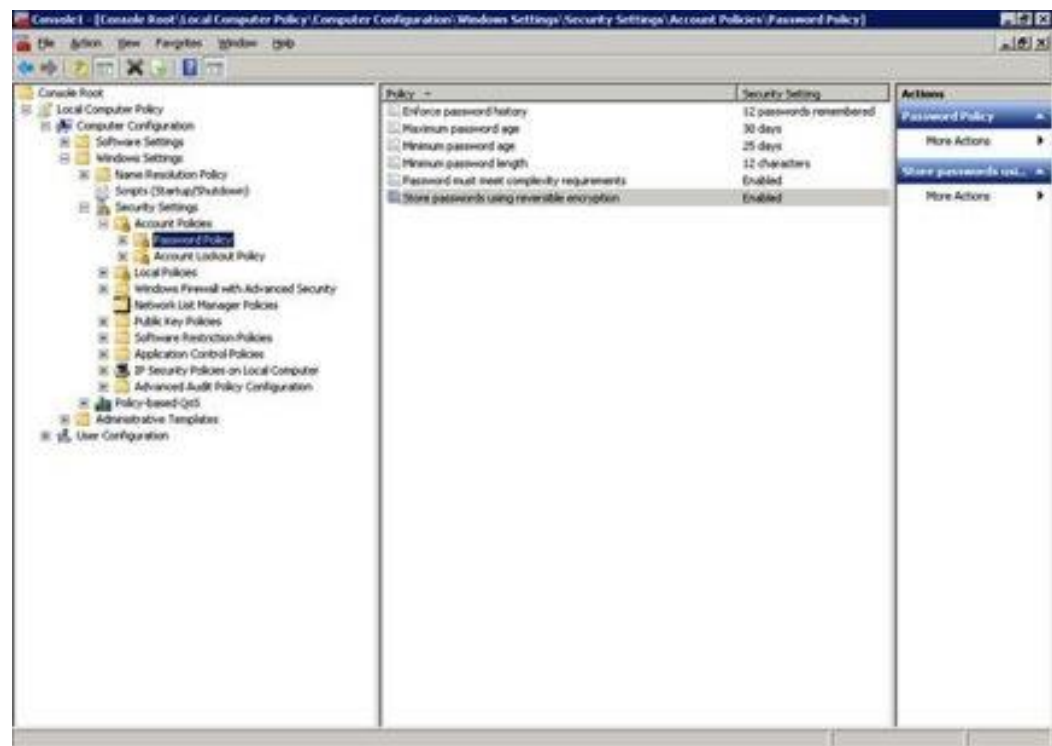 Console1 - [Console Root\Local Computer Policy\Computer Configuration\Windows Settings\Security Settings\Account Policies\Password Policy]
File Action View Favorites Window Help
Console Root
Local Computer Policy
Computer Configuration
Software Settings
Windows Settings
Name Resolution Policy
Scripts (Startup/Shutdown)
Security Settings
Account Policies
Password Policy
Account Lockout Policy
Local Policies
Windows Firewall with Advanced Security
Network List Manager Policies
Public Key Policies
Software Restriction Policies
Application Control Policies
IP Security Policies on Local Computer
Advanced Audit Policy Configuration
Policy-based QoS
Administrative Templates
User Configuration
Policy Security Setting
Enforce password history 12 passwords remembered
Maximum password age 30 days
Minimum password age 25 days
Minimum password length 12 characters
Password must meet complexity requirements Enabled
Store passwords using reversible encryption Enabled
Actions
Password Policy
More Actions
Store passwords usi...
More Actions